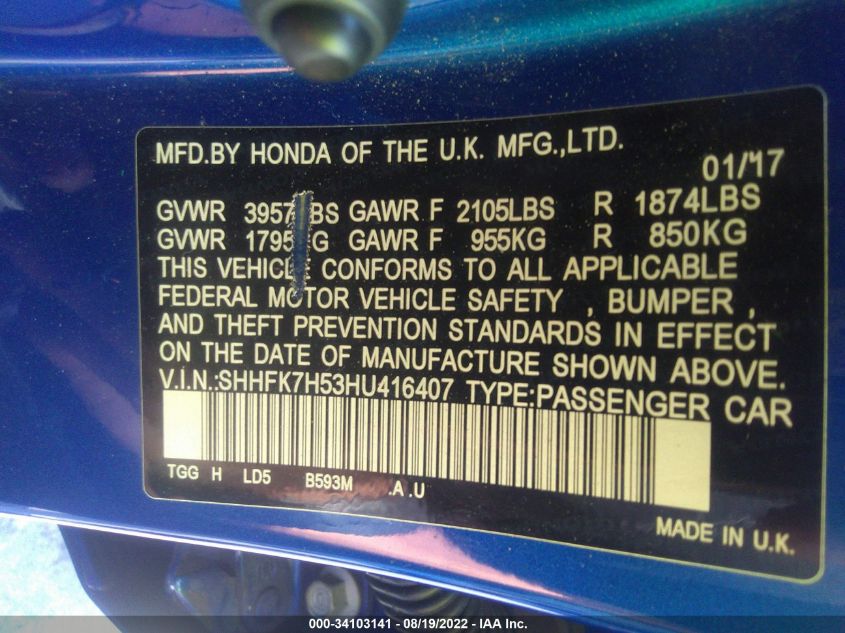 MFD.BY HONDA OF THE U.K. MFG.,LTD.
01/'17
GVWR 3957 BS GAWR F 2105LBS R 1874LBS
GVWR 1795 G GAWR F 955KG R 850KG
THIS VEHICLE CONFORMS TO ALL APPLICABLE
FEDERAL MOTOR VEHICLE SAFETY , BUMPER ,
AND THEFT PREVENTION STANDARDS IN EFFECT
ON THE DATE OF MANUFACTURE SHOWN ABOVE.
V.I.N.:SHHFK7H53HU416407 TYPE:PASSENGER CAR
TGG H LD5 B593M .A .U
MADE IN U.K.
000-34103141 - 08/19/2022 - IAA Inc.